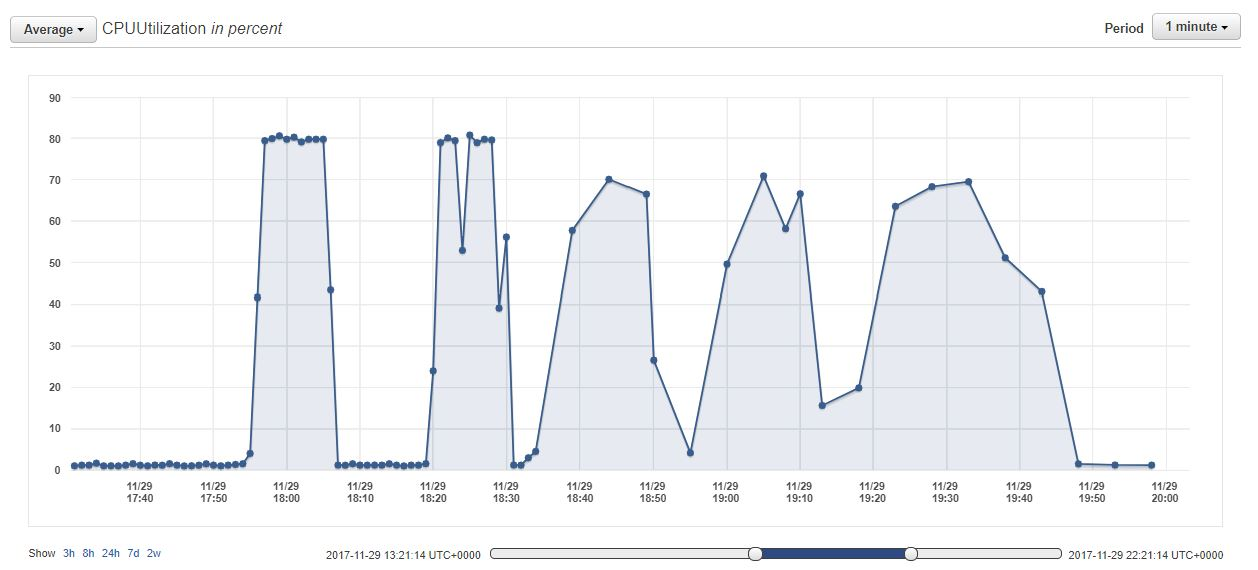 Average CPUUtilization in percent Period 1 minute
90
80
70
60
50
40
30
20
10
0
11/29 11/29 11/29 11/29 11/29 11/29 11/29 11/29 11/29 11/29 11/29 11/29 11/29 11/29 11/29
17:40 17:50 18:00 18:10 18:20 18:30 18:40 18:50 19:00 19:10 19:20 19:30 19:40 19:50 20:00
Show 3h 8h 24h 7d 2w 2017-11-29 13:21:14 UTC+0000 2017-11-29 22:21:14 UTC+0000